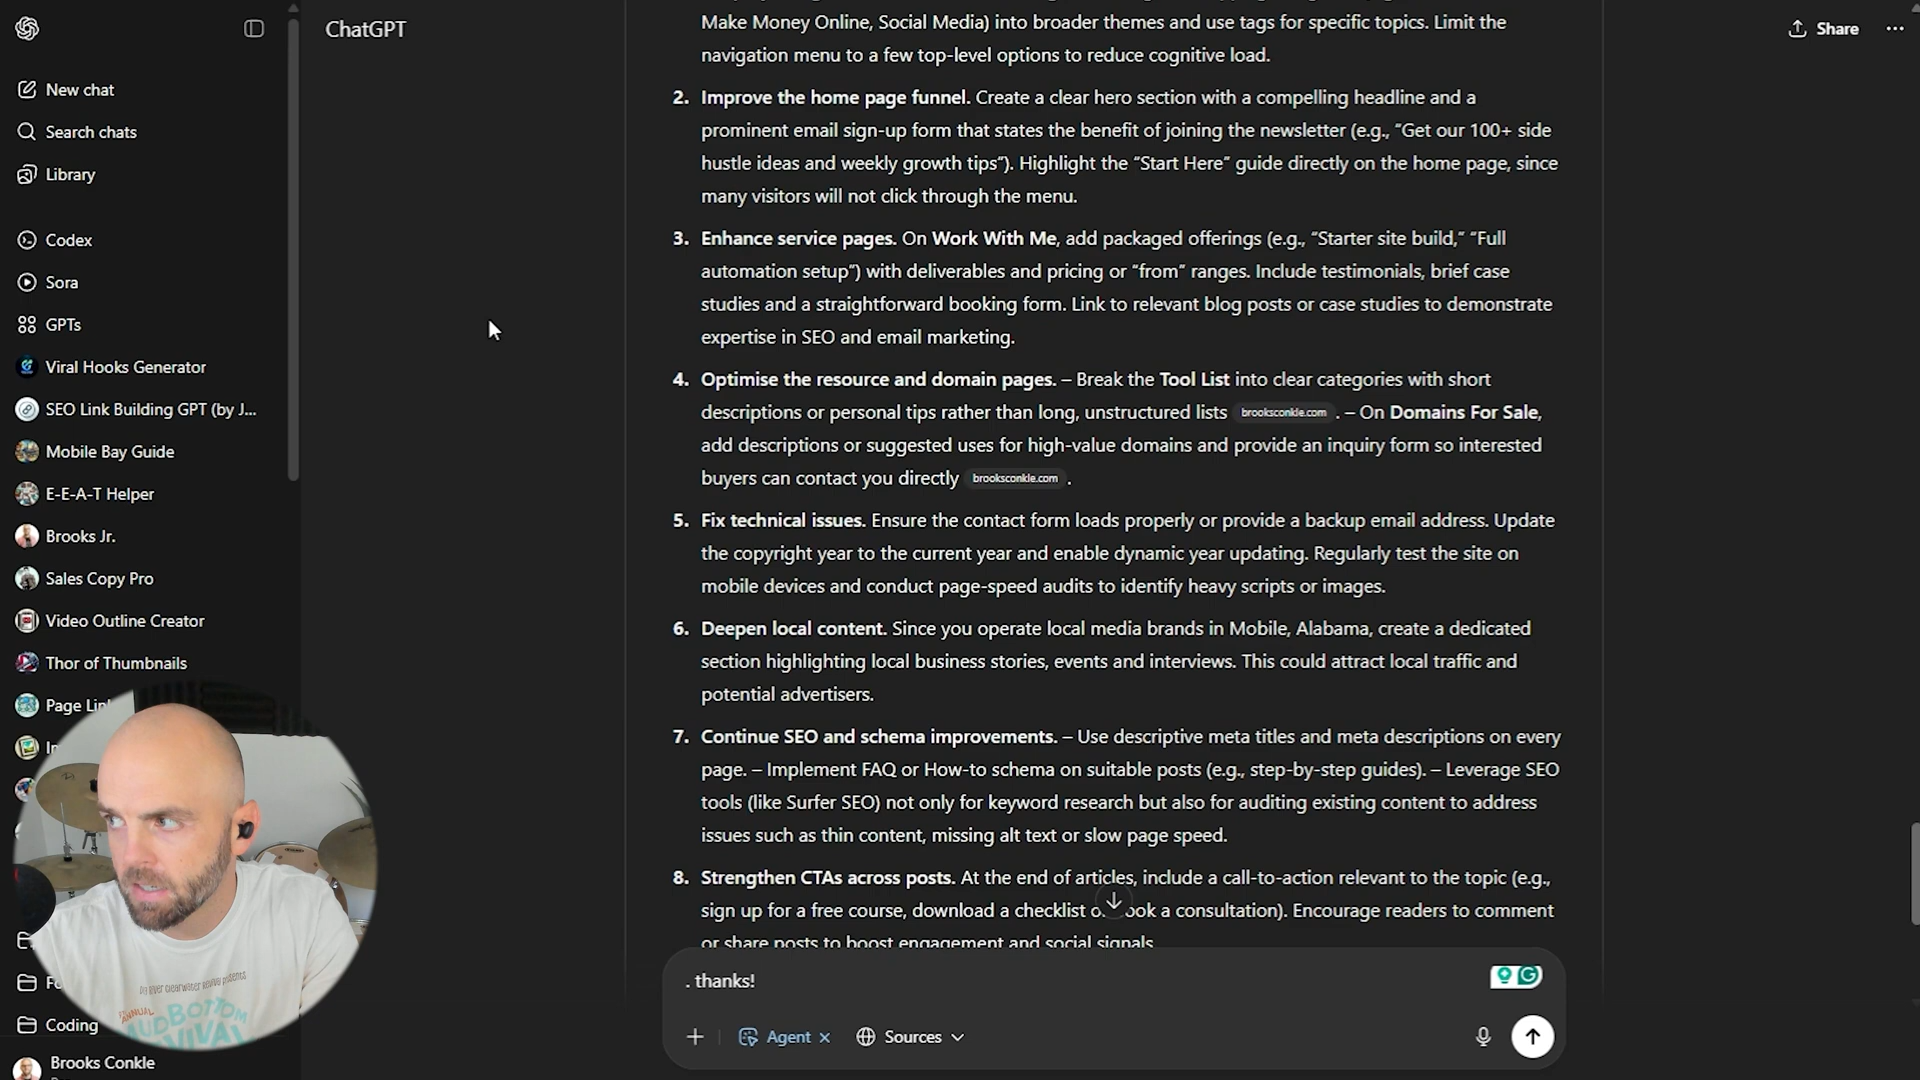 ChatGPT
Share
New chat
Search chats
Library
Codex
Sora
GPTs
Viral Hooks Generator
SEO Link Building GPT (by J...
Mobile Bay Guide
E-E-A-T Helper
Brooks Jr.
Sales Copy Pro
Video Outline Creator
Thor of Thumbnails
Page Lin
Coding
Brooks Conkle
Make Money Online, Social Media) into broader themes and use tags for specific topics. Limit the
navigation menu to a few top-level options to reduce cognitive load.
2. Improve the home page funnel. Create a clear hero section with a compelling headline and a
prominent email sign-up form that states the benefit of joining the newsletter (e.g., “Get our 100+ side
hustle ideas and weekly growth tips”). Highlight the “Start Here” guide directly on the home page, since
many visitors will not click through the menu.
3. Enhance service pages. On Work With Me, add packaged offerings (e.g., “Starter site build,” “Full
automation setup”) with deliverables and pricing or “from” ranges. Include testimonials, brief case
studies and a straightforward booking form. Link to relevant blog posts or case studies to demonstrate
expertise in SEO and email marketing.
4. Optimise the resource and domain pages. – Break the Tool List into clear categories with short
descriptions or personal tips rather than long, unstructured lists brooksconkle.com . – On Domains For Sale,
add descriptions or suggested uses for high-value domains and provide an inquiry form so interested
buyers can contact you directly brooksconkle.com .
5. Fix technical issues. Ensure the contact form loads properly or provide a backup email address. Update
the copyright year to the current year and enable dynamic year updating. Regularly test the site on
mobile devices and conduct page-speed audits to identify heavy scripts or images.
6. Deepen local content. Since you operate local media brands in Mobile, Alabama, create a dedicated
section highlighting local business stories, events and interviews. This could attract local traffic and
potential advertisers.
7. Continue SEO and schema improvements. – Use descriptive meta titles and meta descriptions on every
page. – Implement FAQ or How-to schema on suitable posts (e.g., step-by-step guides). – Leverage SEO
tools (like Surfer SEO) not only for keyword research but also for auditing existing content to address
issues such as thin content, missing alt text or slow page speed.
8. Strengthen CTAs across posts. At the end of articles, include a call-to-action relevant to the topic (e.g.,
sign up for a free course, download a checklist o ook a consultation). Encourage readers to comment
or share posts to boost engagement and social signals.
. thanks!
Agent
Sources
ANNUAL
MUDBOTTOM
REVIVAL